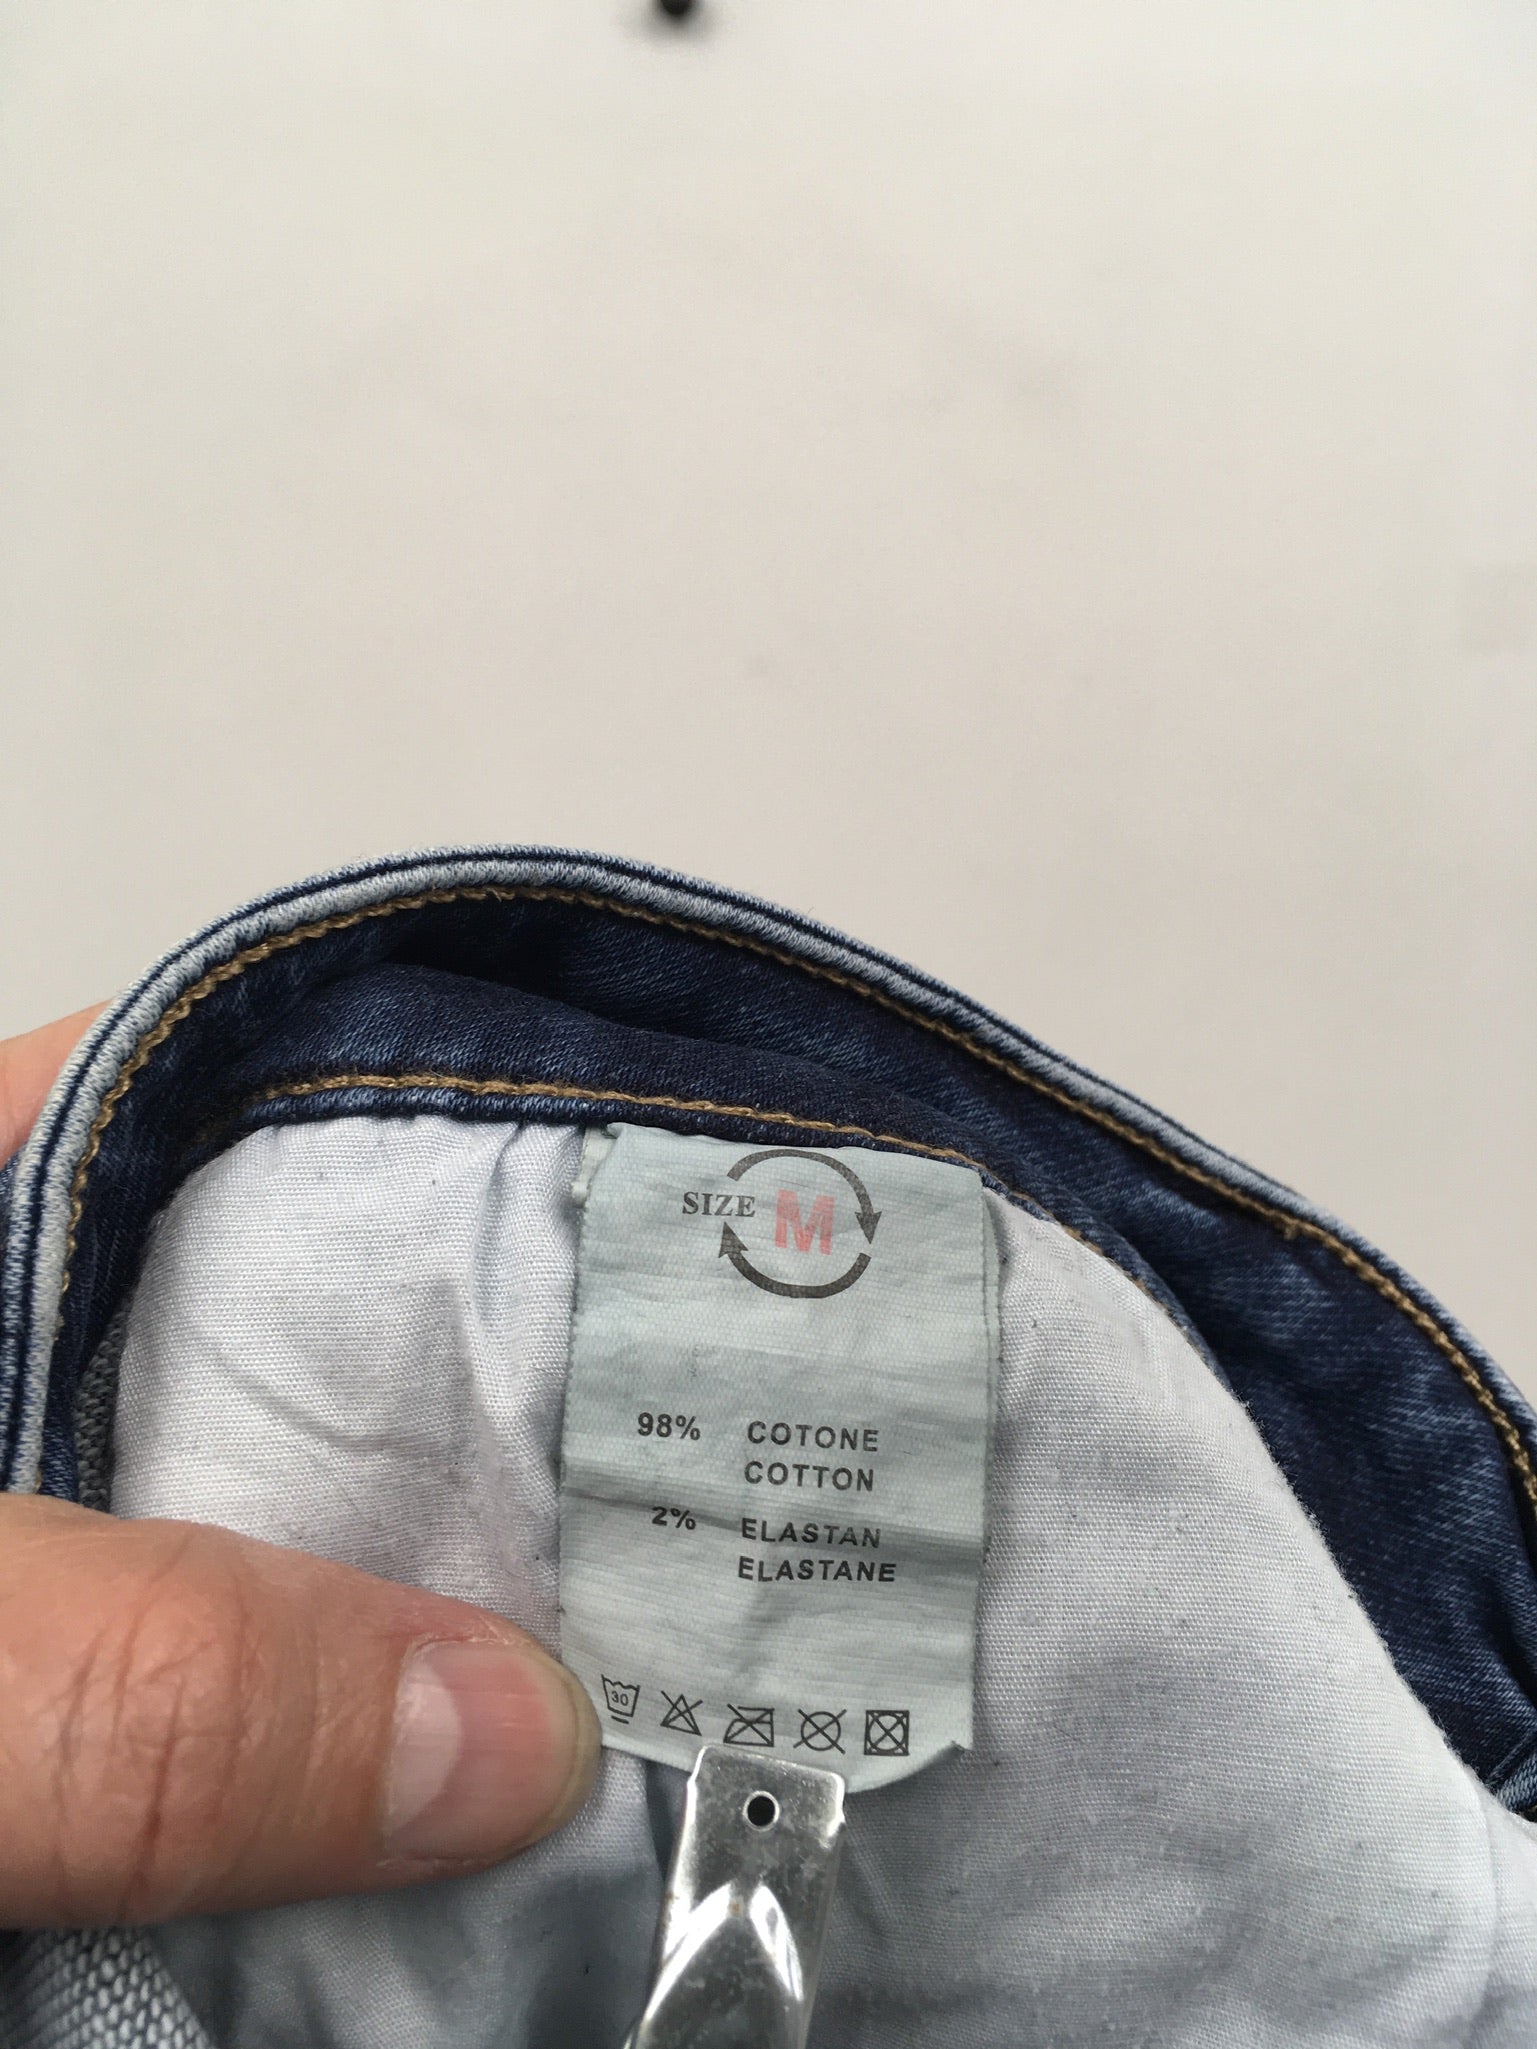 SIZE M
98% COTONE
COTTON
2% ELASTAN
ELASTANE
30